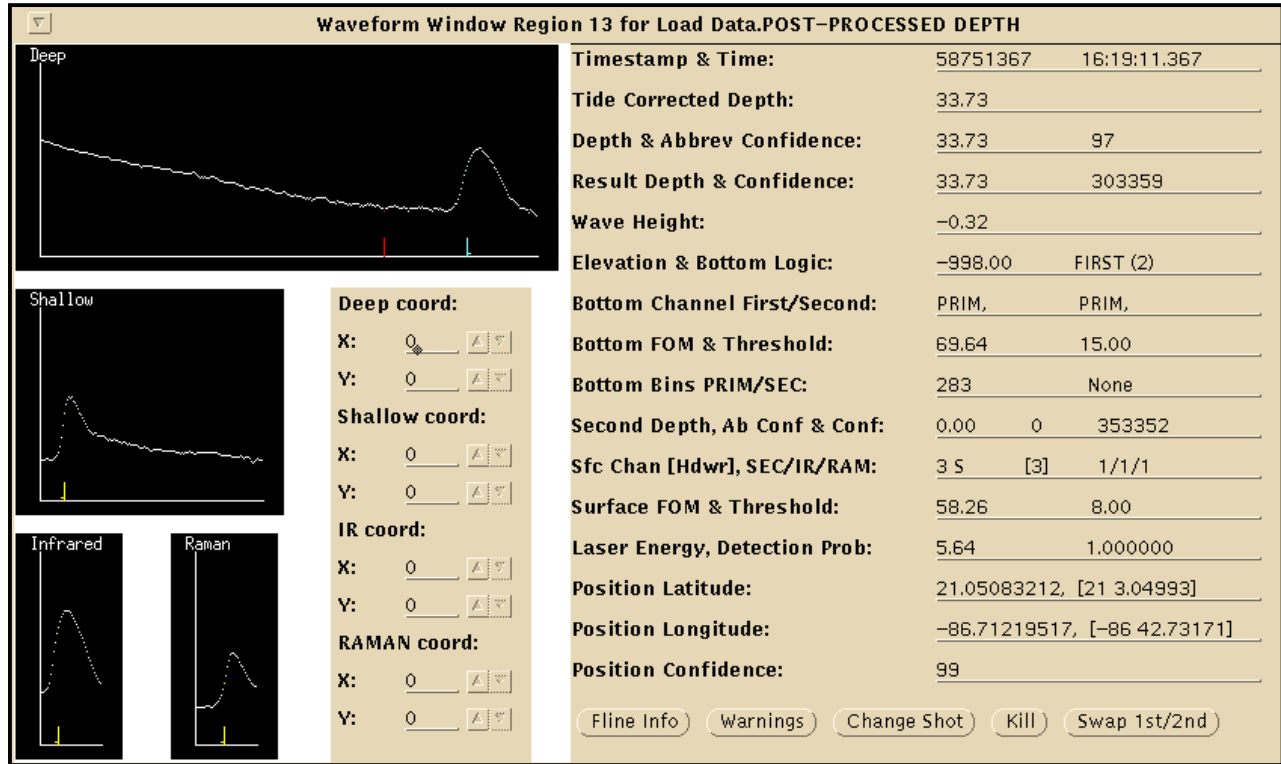 Waveform Window Region 13 for Load Data.POST-PROCESSED DEPTH
Deep
Shallow
Infrared
Raman
Deep coord:
X: 0
Y: 0
Shallow coord:
X: 0
Y: 0
IR coord:
X: 0
Y: 0
RAMAN coord:
X: 0
Y: 0
Timestamp & Time: 58751367 16:19:11.367
Tide Corrected Depth: 33.73
Depth & Abbrev Confidence: 33.73 97
Result Depth & Confidence: 33.73 303359
Wave Height: -0.32
Elevation & Bottom Logic: -998.00 FIRST (2)
Bottom Channel First/Second: PRIM, PRIM,
Bottom FOM & Threshold: 69.64 15.00
Bottom Bins PRIM/SEC: 283 None
Second Depth, Ab Conf & Conf: 0.00 0 353352
Sfc Chan [Hdwr], SEC/IR/RAM: 3 S [3] 1/1/1
Surface FOM & Threshold: 58.26 8.00
Laser Energy, Detection Prob: 5.64 1.000000
Position Latitude: 21.05083212, [21 3.04993]
Position Longitude: -86.71219517, [-86 42.73171]
Position Confidence: 99
Fline Info Warnings Change Shot Kill Swap 1st/2nd